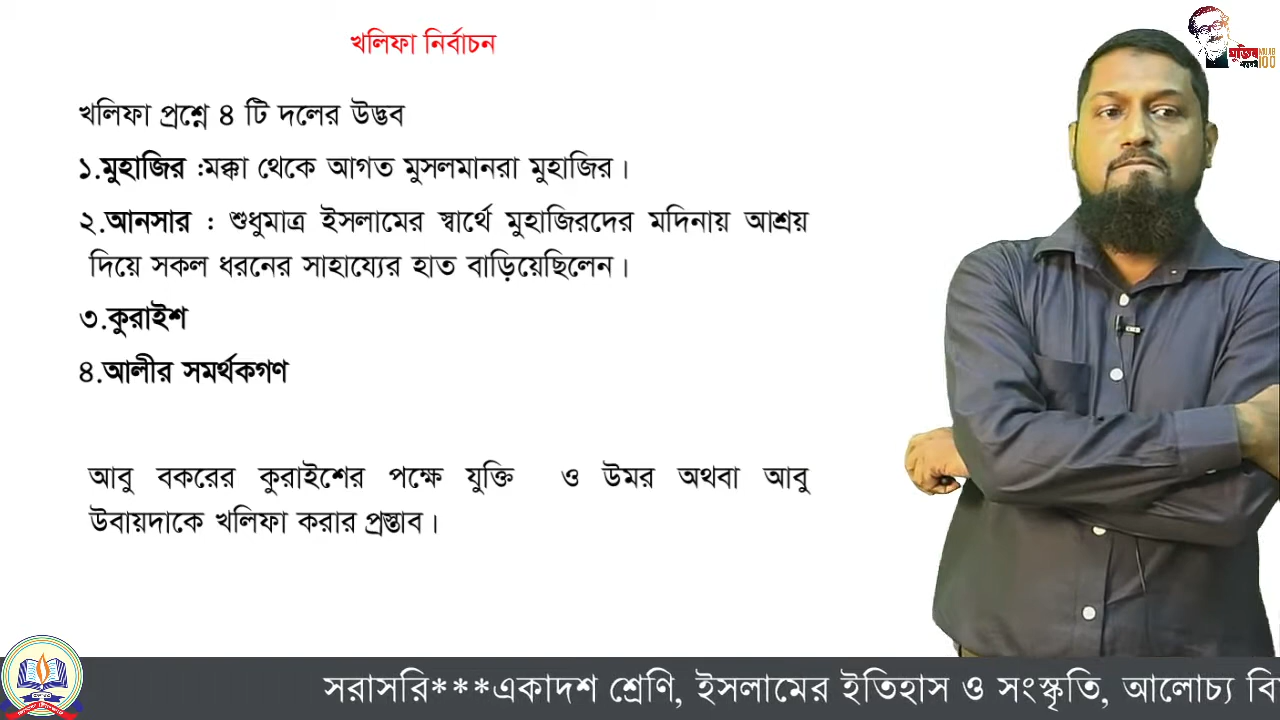 খলিফা নির্বাচন
খলিফা প্রশ্নে ৪ টি দলের উদ্ভব
১.মুহাজির :মক্কা থেকে আগত মুসলমানরা মুহাজির।
২.আনসার : শুধুমাত্র ইসলামের স্বার্থে মুহাজিরদের মদিনায় আশ্রয়
দিয়ে সকল ধরনের সাহায্যের হাত বাড়িয়েছিলেন।
৩.কুরাইশ
৪.আলীর সমর্থকগণ
আবু বকরের কুরাইশের পক্ষে যুক্তি ও উমর অথবা আবু
উবায়দাকে খলিফা করার প্রস্তাব।
মুজিব
100
সরাসরি***একাদশ শ্রেণি, ইসলামের ইতিহাস ও সংস্কৃতি, আলোচ্য বি